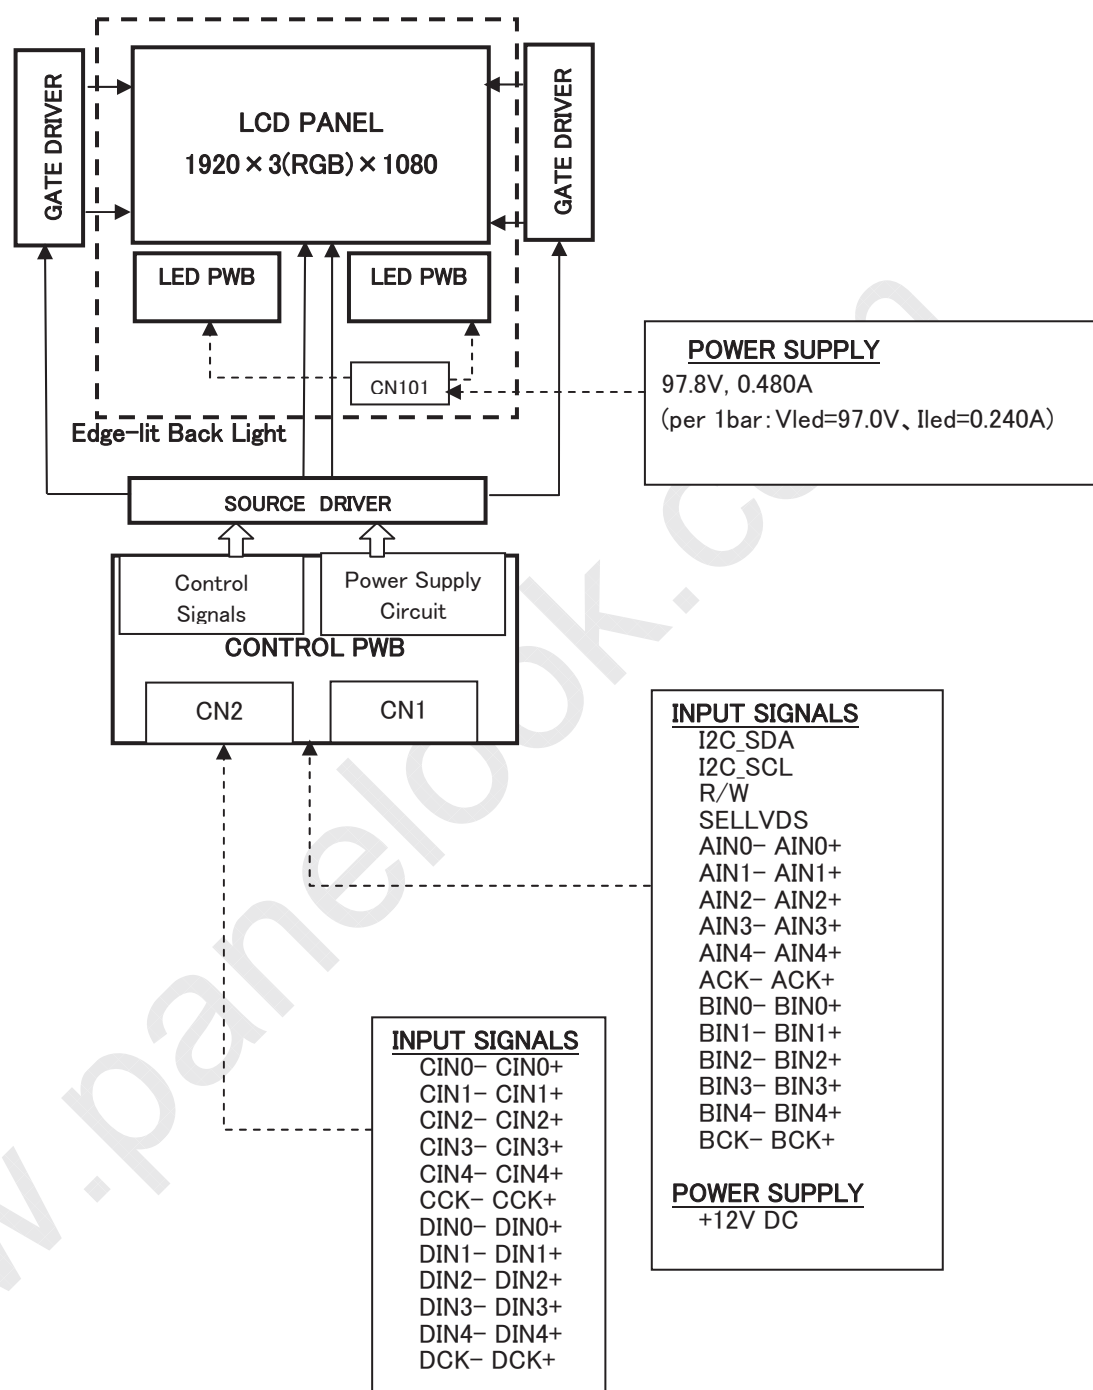 GATE DRIVER
LCD PANEL
1920×3(RGB)×1080
GATE DRIVER
LED PWB
LED PWB
CN101
Edge-lit Back Light
POWER SUPPLY
97.8V, 0.480A
(per 1bar:Vled=97.0V、Iled=0.240A)
SOURCE DRIVER
Control
Signals
Power Supply
Circuit
CONTROL PWB
CN2
CN1
INPUT SIGNALS
I2C_SDA
I2C_SCL
R/W
SELLVDS
AIN0- AIN0+
AIN1- AIN1+
AIN2- AIN2+
AIN3- AIN3+
AIN4- AIN4+
ACK- ACK+
BIN0- BIN0+
BIN1- BIN1+
BIN2- BIN2+
BIN3- BIN3+
BIN4- BIN4+
BCK- BCK+
POWER SUPPLY
+12V DC
INPUT SIGNALS
CIN0- CIN0+
CIN1- CIN1+
CIN2- CIN2+
CIN3- CIN3+
CIN4- CIN4+
CCK- CCK+
DIN0- DIN0+
DIN1- DIN1+
DIN2- DIN2+
DIN3- DIN3+
DIN4- DIN4+
DCK- DCK+
w.panelook.com